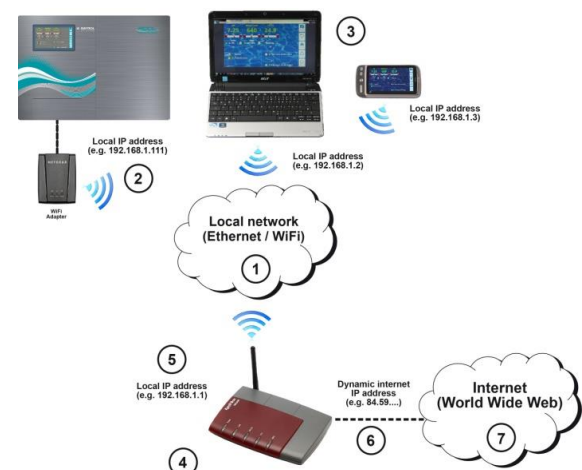 3
Local IP address
(e.g. 192.168.1.3)
Local IP address
(e.g. 192.168.1.111)
2
NETGEAR
WiFi
Adapter
Local IP address
(e.g. 192.168.1.2)
Local network
(Ethernet / WiFi)
1
5
Local IP address
(e.g. 192.168.1.1)
Dynamic internet
IP address
(e.g. 84.59....)
6
Internet
(World Wide Web)
7
4